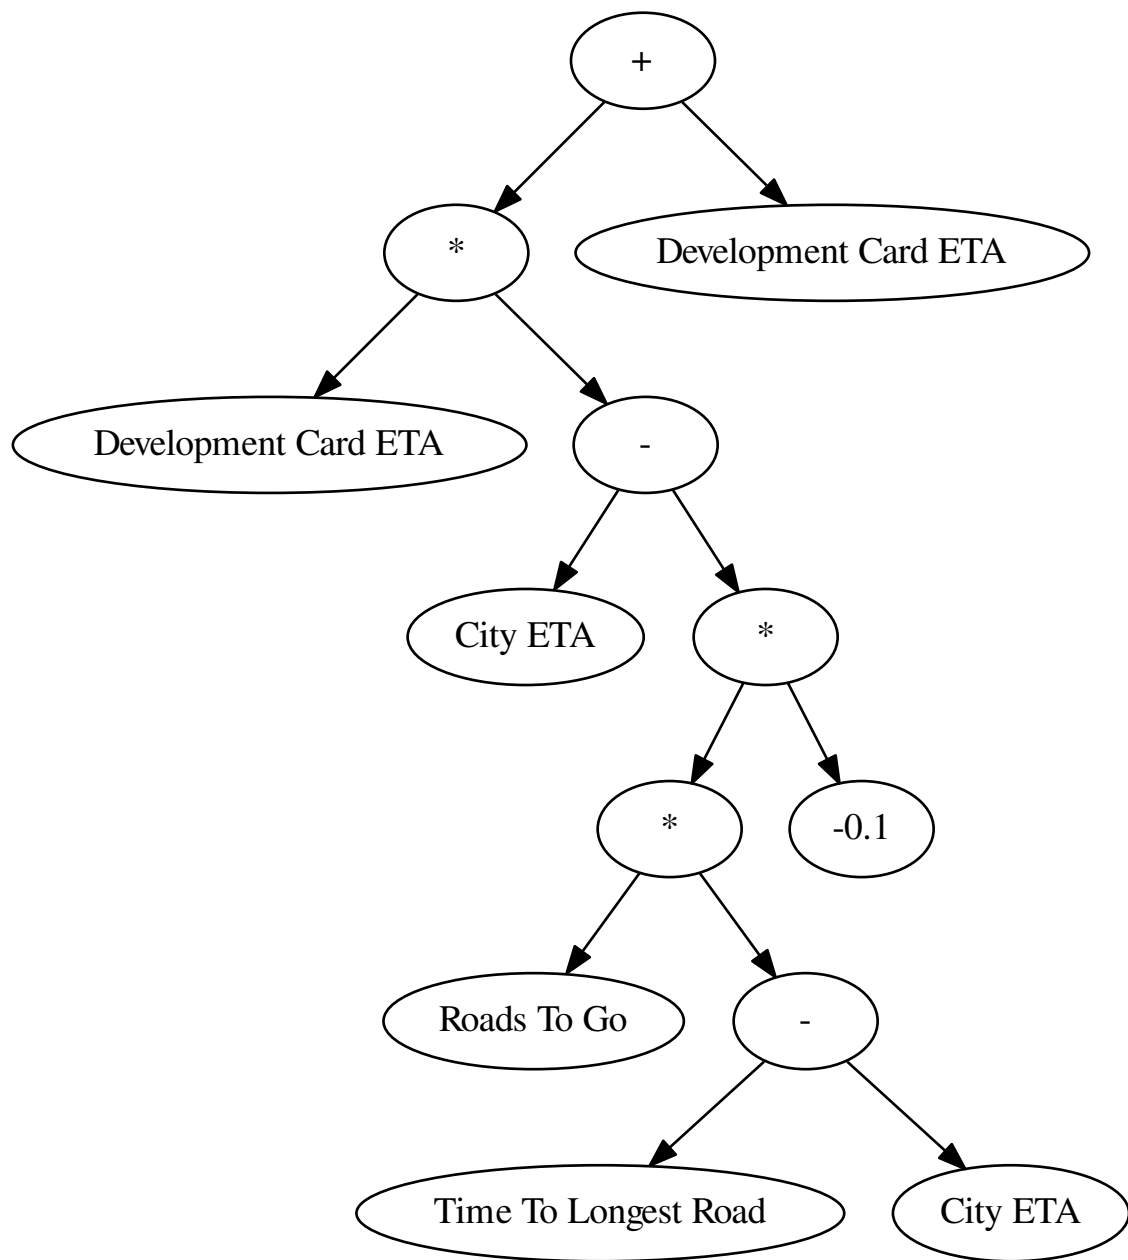 +
*
Development Card ETA
Development Card ETA
-
City ETA
*
*
-0.1
Roads To Go
-
Time To Longest Road
City ETA